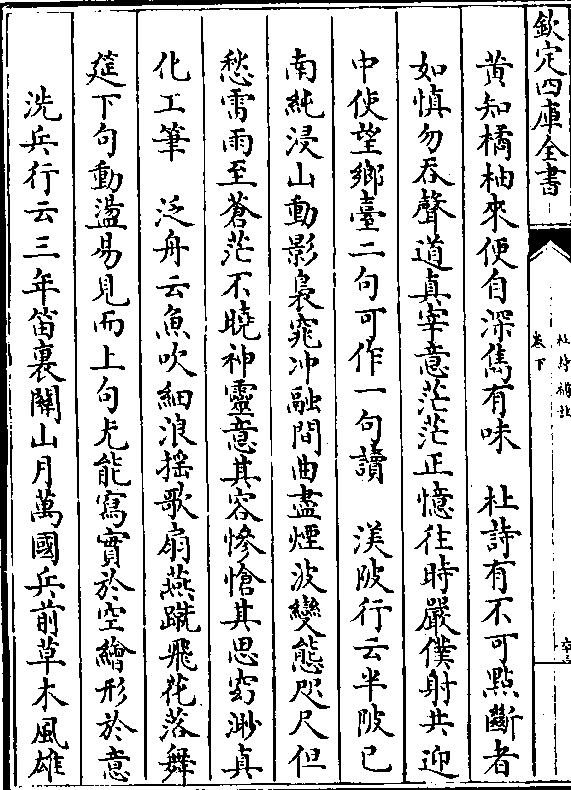 欽定四庫全書
黃知橘柚來便自深雋有味　杜詩有不可點斷者
如慎勿吞聲道真宰意茫茫正憶往時嚴僕射共迎
中使望鄉臺二句可作一句讀　渼陂行云半陂已
南純浸山動影裊窕冲融間曲盡煙波變態咫尺但
愁雷雨至蒼茫不曉神靈意其容慘愴其思窈渺真
化工筆　泛舟云魚吹細浪搖歌扇燕蹴飛花落舞
筵下句動盪易見而上句尤能寫實於空繪形於意
洗兵行云三年笛裏關山月萬國兵前草木風雄
杜詩補註
卷下